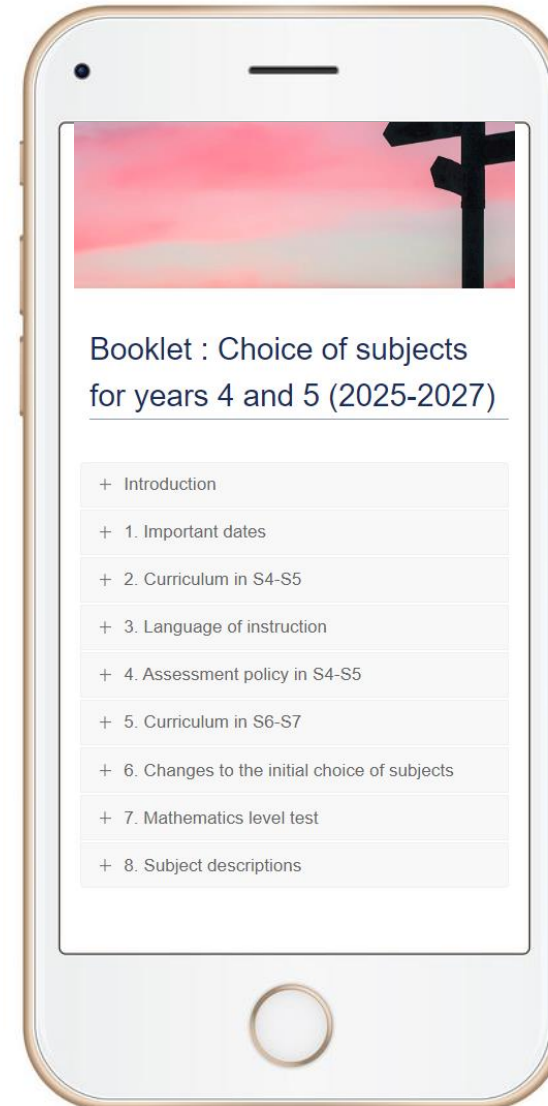 Booklet : Choice of subjects
for years 4 and 5 (2025-2027)
+ Introduction
+ 1. Important dates
+ 2. Curriculum in S4-S5
+ 3. Language of instruction
+ 4. Assessment policy in S4-S5
+ 5. Curriculum in S6-S7
+ 6. Changes to the initial choice of subjects
+ 7. Mathematics level test
+ 8. Subject descriptions